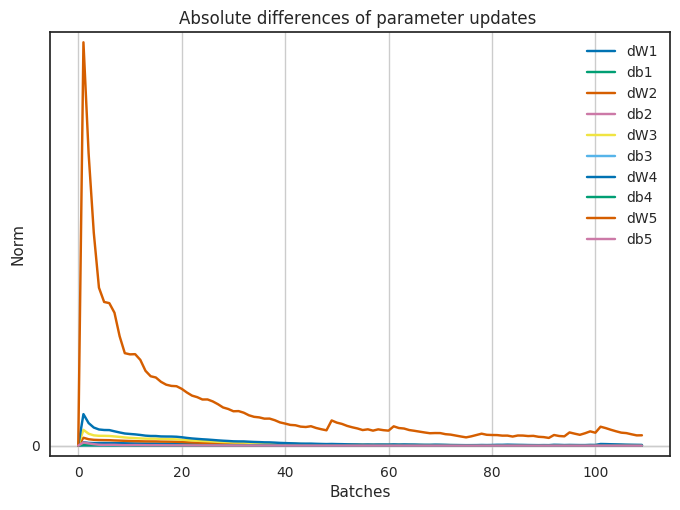 Absolute differences of parameter updates
Norm
0
dW1
db1
dW2
db2
dW3
db3
dW4
db4
dW5
db5
0 20 40 60 80 100
Batches